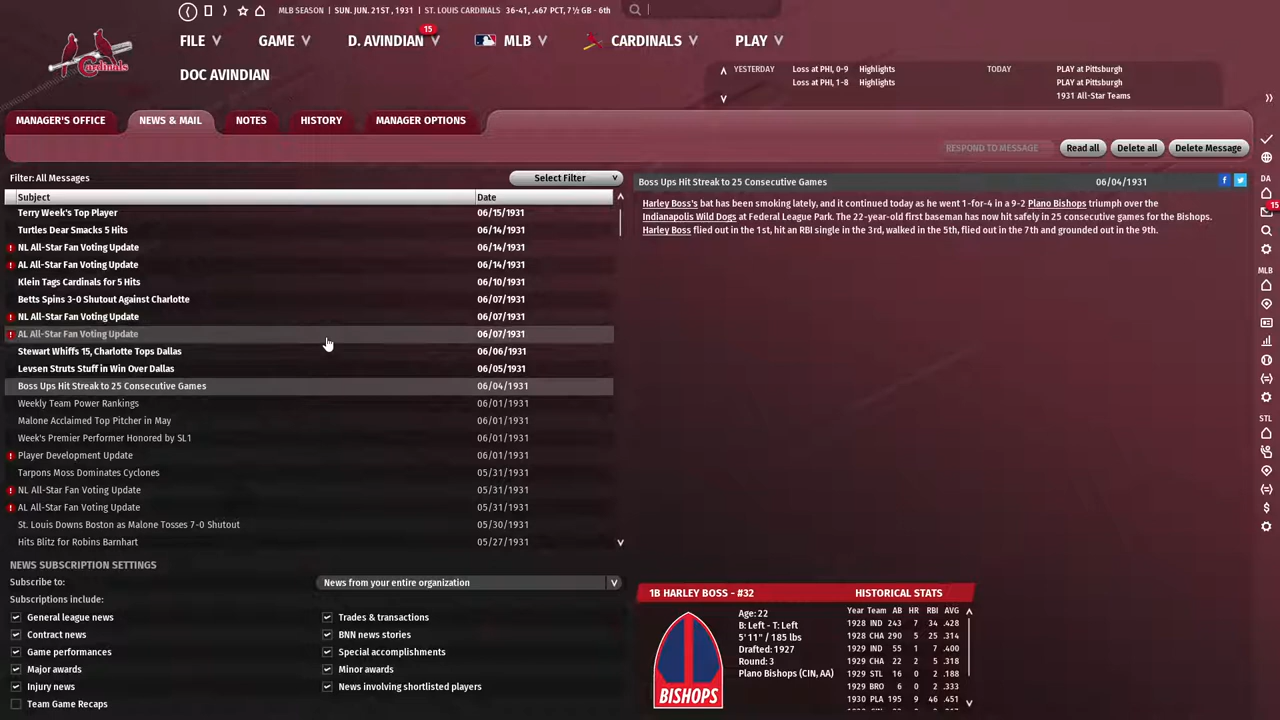 MLB SEASON | SUN. JUN. 21ST, 1931 | ST. LOUIS CARDINALS 36-41, .467 PCT, 7½ GB - 6th
FILE GAME D. AVINDIAN 15 MLB CARDINALS PLAY
Cardinals
DOC AVINDIAN
YESTERDAY Loss at PHI, 0-9 Highlights TODAY PLAY at Pittsburgh
Loss at PHI, 1-8 Highlights PLAY at Pittsburgh
1931 All-Star Teams
MANAGER'S OFFICE NEWS & MAIL NOTES HISTORY MANAGER OPTIONS
RESPOND TO MESSAGE Read all Delete all Delete Message
Filter: All Messages Select Filter
Subject Date
Terry Week's Top Player 06/15/1931
Turtles Dear Smacks 5 Hits 06/14/1931
NL All-Star Fan Voting Update 06/14/1931
AL All-Star Fan Voting Update 06/14/1931
Klein Tags Cardinals for 5 Hits 06/10/1931
Betts Spins 3-0 Shutout Against Charlotte 06/07/1931
NL All-Star Fan Voting Update 06/07/1931
AL All-Star Fan Voting Update 06/07/1931
Stewart Whiffs 15, Charlotte Tops Dallas 06/06/1931
Levsen Struts Stuff in Win Over Dallas 06/05/1931
Boss Ups Hit Streak to 25 Consecutive Games 06/04/1931
Weekly Team Power Rankings 06/01/1931
Malone Acclaimed Top Pitcher in May 06/01/1931
Week's Premier Performer Honored by SL1 06/01/1931
Player Development Update 06/01/1931
Tarpons Moss Dominates Cyclones 05/31/1931
NL All-Star Fan Voting Update 05/31/1931
AL All-Star Fan Voting Update 05/31/1931
St. Louis Downs Boston as Malone Tosses 7-0 Shutout 05/30/1931
Hits Blitz for Robins Barnhart 05/27/1931
Boss Ups Hit Streak to 25 Consecutive Games 06/04/1931
Harley Boss's bat has been smoking lately, and it continued today as he went 1-for-4 in a 9-2 Plano Bishops triumph over the
Indianapolis Wild Dogs at Federal League Park. The 22-year-old first baseman has now hit safely in 25 consecutive games for the Bishops.
Harley Boss flied out in the 1st, hit an RBI single in the 3rd, walked in the 5th, flied out in the 7th and grounded out in the 9th.
DA
15
MLB
STL
NEWS SUBSCRIPTION SETTINGS
Subscribe to: News from your entire organization
Subscriptions include:
General league news Trades & transactions
Contract news BNN news stories
Game performances Special accomplishments
Major awards Minor awards
Injury news News involving shortlisted players
Team Game Recaps
1B HARLEY BOSS - #32 HISTORICAL STATS
BISHOPS
Age: 22
B: Left - T: Left
5' 11" / 185 lbs
Drafted: 1927
Round: 3
Plano Bishops (CIN, AA)
Year Team AB HR RBI AVG
1928 IND 243 7 34 .428
1928 CHA 290 5 25 .314
1929 IND 55 1 7 .400
1929 CHA 22 2 5 .318
1929 STL 16 0 2 .188
1929 BRO 6 0 2 .333
1930 PLA 195 9 46 .451